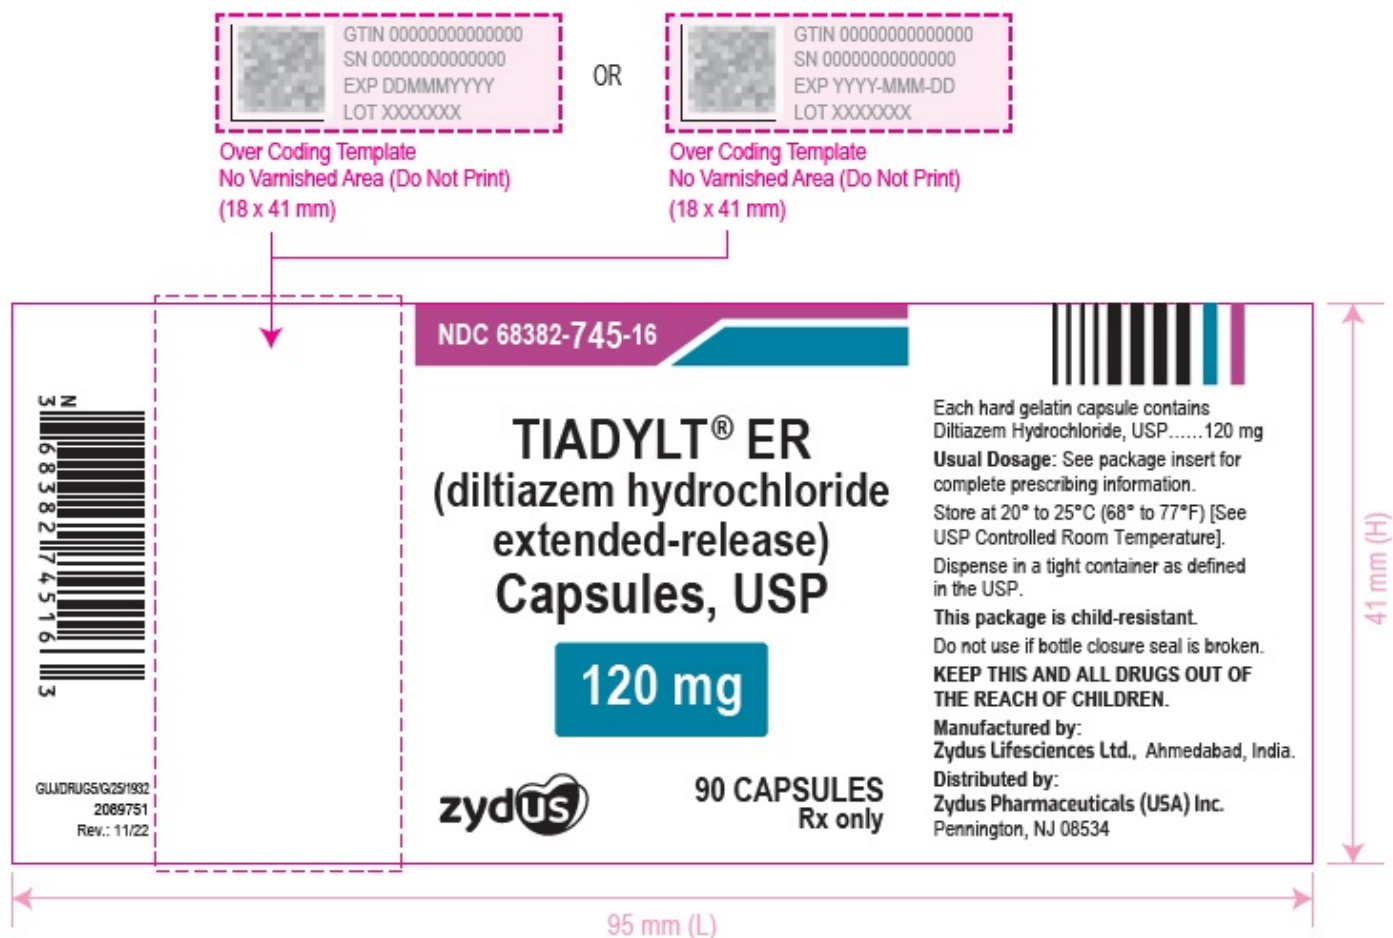 GTIN 00000000000000
SN 00000000000000
EXP DDMMMYYYY
LOT XXXXXXX
OR
GTIN 00000000000000
SN 00000000000000
EXP YYYY-MMM-DD
LOT XXXXXXX
Over Coding Template
No Varnished Area (Do Not Print)
(18 x 41 mm)
Over Coding Template
No Varnished Area (Do Not Print)
(18 x 41 mm)
N
3 68382 74516 3
GUJ/DRUGS/G/25/1932
2089751
Rev.: 11/22
NDC 68382-745-16
TIADYLT® ER
(diltiazem hydrochloride
extended-release)
Capsules, USP
120 mg
zydus
90 CAPSULES
Rx only
Each hard gelatin capsule contains
Diltiazem Hydrochloride, USP......120 mg
Usual Dosage: See package insert for
complete prescribing information.
Store at 20° to 25°C (68° to 77°F) [See
USP Controlled Room Temperature].
Dispense in a tight container as defined
in the USP.
This package is child-resistant.
Do not use if bottle closure seal is broken.
KEEP THIS AND ALL DRUGS OUT OF
THE REACH OF CHILDREN.
Manufactured by:
Zydus Lifesciences Ltd., Ahmedabad, India.
Distributed by:
Zydus Pharmaceuticals (USA) Inc.
Pennington, NJ 08534
41 mm (H)
95 mm (L)